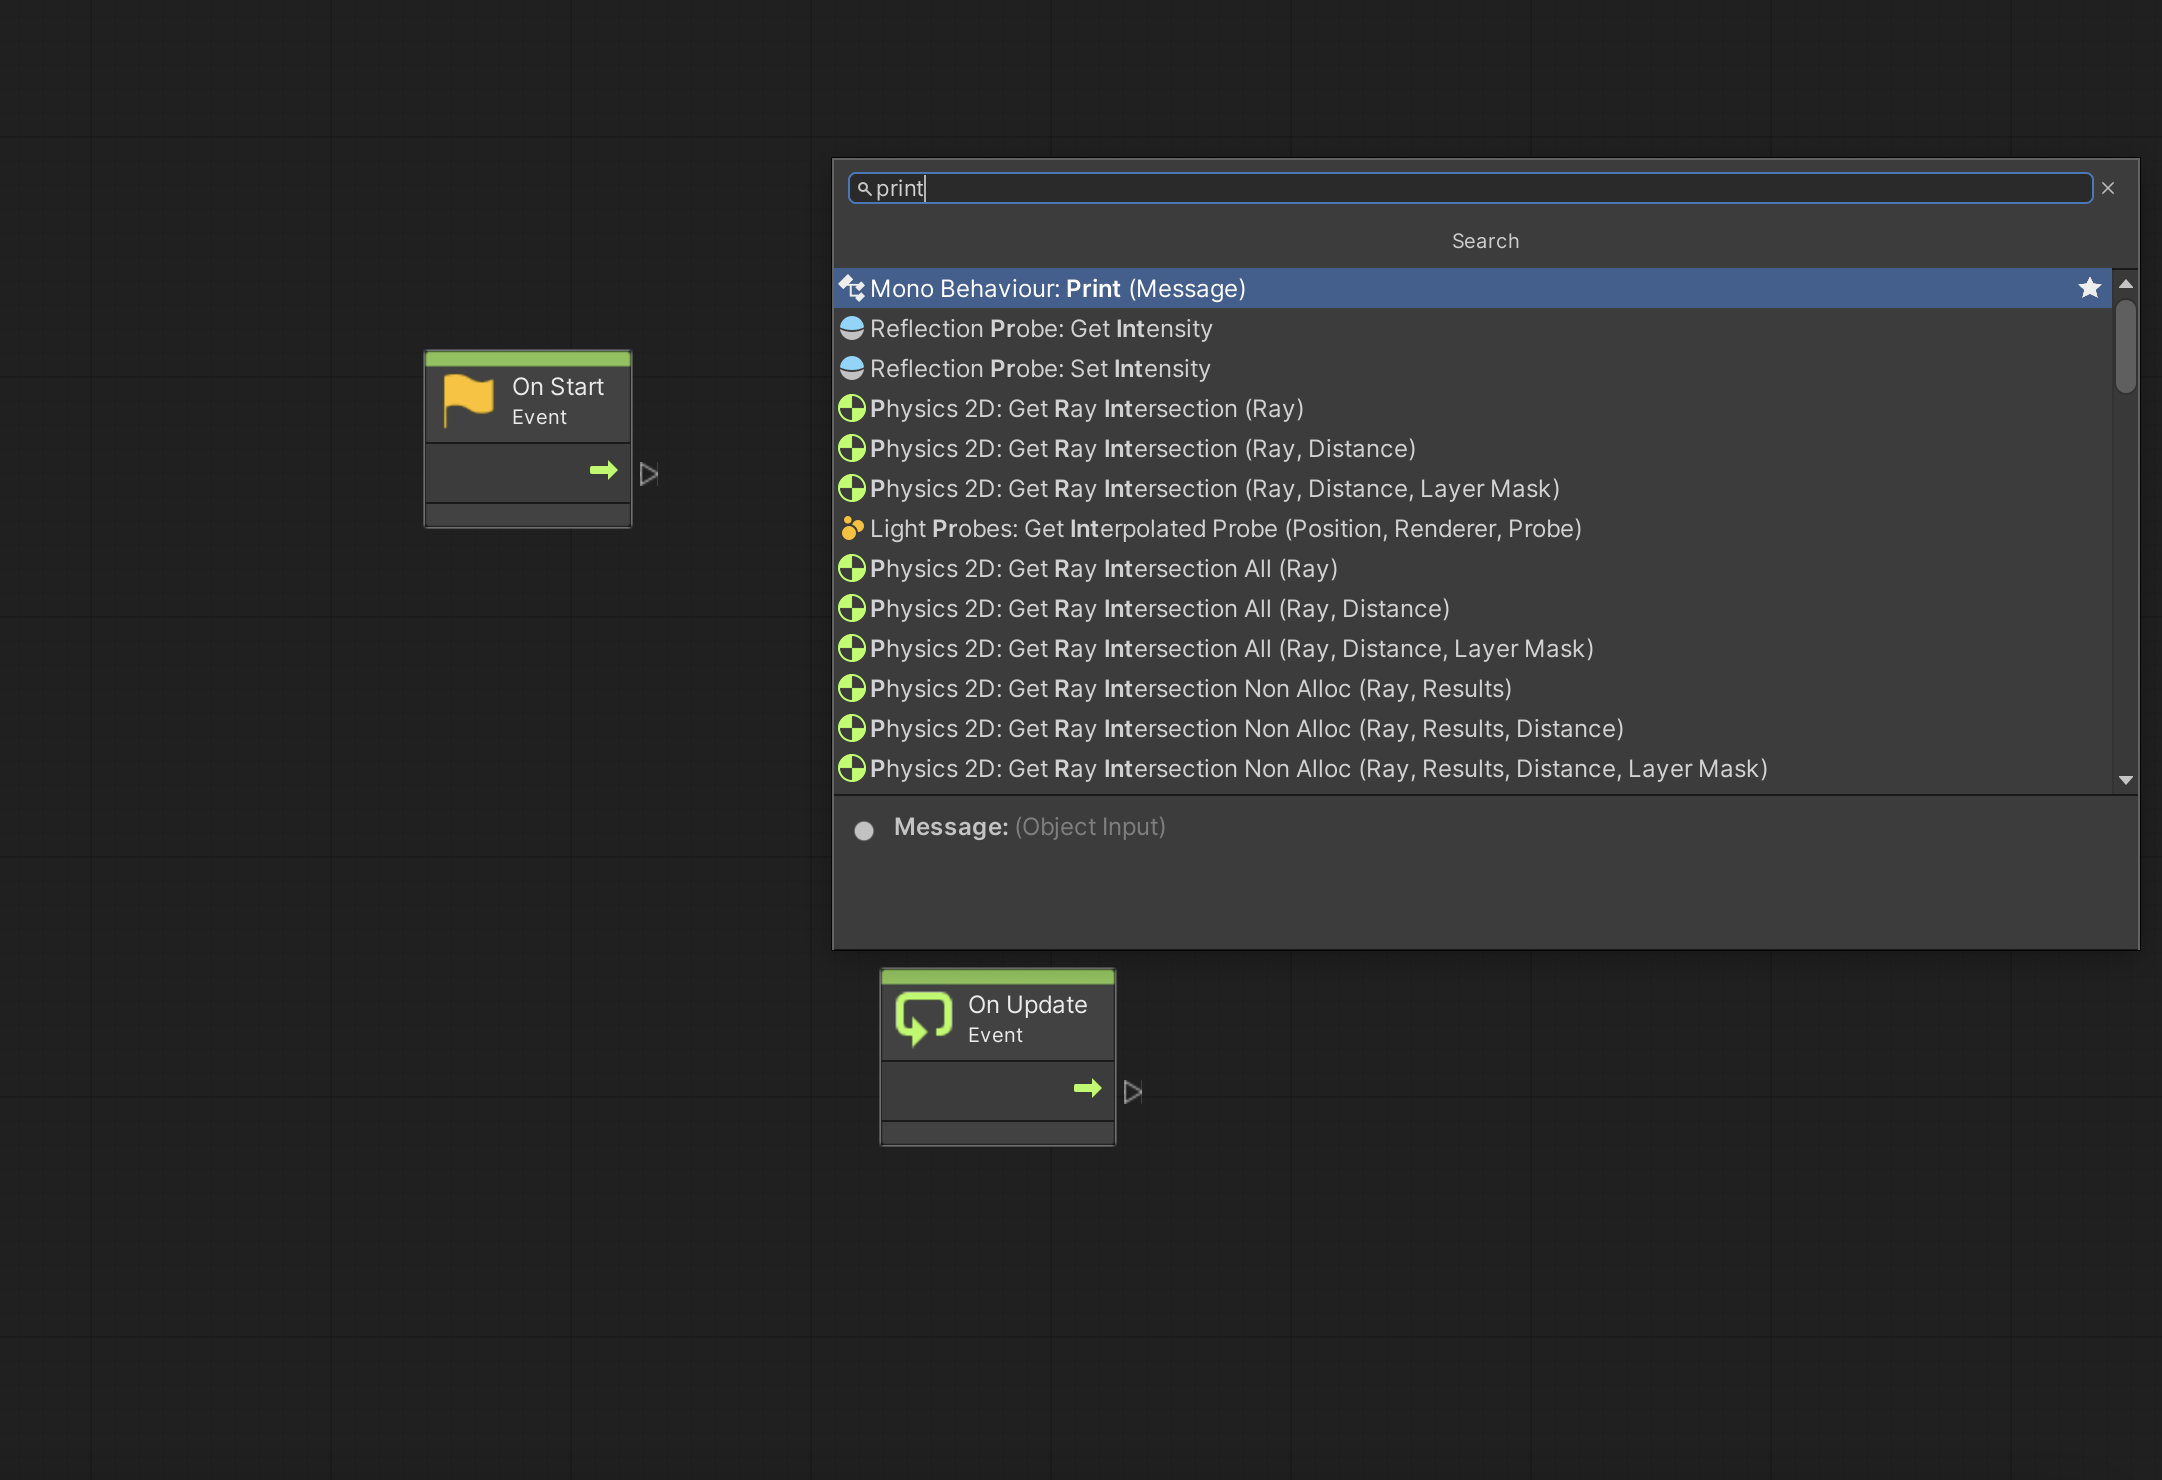 print
Search
Mono Behaviour: Print (Message)
Reflection Probe: Get Intensity
Reflection Probe: Set Intensity
Physics 2D: Get Ray Intersection (Ray)
Physics 2D: Get Ray Intersection (Ray, Distance)
Physics 2D: Get Ray Intersection (Ray, Distance, Layer Mask)
Light Probes: Get Interpolated Probe (Position, Renderer, Probe)
Physics 2D: Get Ray Intersection All (Ray)
Physics 2D: Get Ray Intersection All (Ray, Distance)
Physics 2D: Get Ray Intersection All (Ray, Distance, Layer Mask)
Physics 2D: Get Ray Intersection Non Alloc (Ray, Results)
Physics 2D: Get Ray Intersection Non Alloc (Ray, Results, Distance)
Physics 2D: Get Ray Intersection Non Alloc (Ray, Results, Distance, Layer Mask)
Message: (Object Input)
On Start
Event
On Update
Event